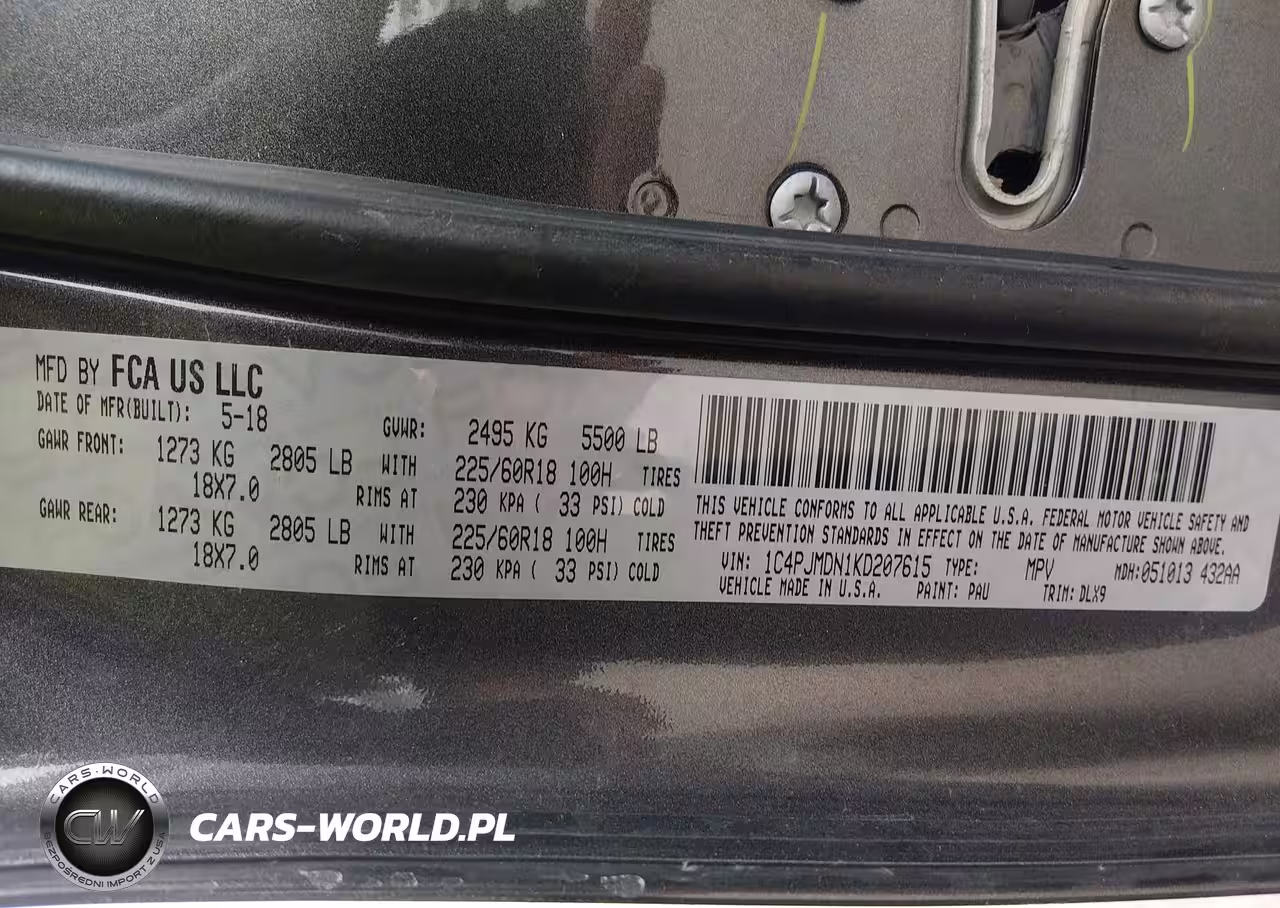 MFD BY FCA US LLC
DATE OF MFR(BUILT): 5-18
GVWR: 2495 KG 5500 LB
GAWR FRONT: 1273 KG 2805 LB WITH 225/60R18 100H TIRES
18X7.0 RIMS AT 230 KPA ( 33 PSI) COLD
GAWR REAR: 1273 KG 2805 LB WITH 225/60R18 100H TIRES
18X7.0 RIMS AT 230 KPA ( 33 PSI) COLD
THIS VEHICLE CONFORMS TO ALL APPLICABLE U.S.A. FEDERAL MOTOR VEHICLE SAFETY AND
THEFT PREVENTION STANDARDS IN EFFECT ON THE DATE OF MANUFACTURE SHOWN ABOVE.
VIN: 1C4PJMDN1KD207615 TYPE: MPV MDH:051013 432AA
VEHICLE MADE IN U.S.A. PAINT: PAU TRIM: DLX9
CARS-WORLD
CW
BEZPOŚREDNI IMPORT Z USA
CARS-WORLD.PL